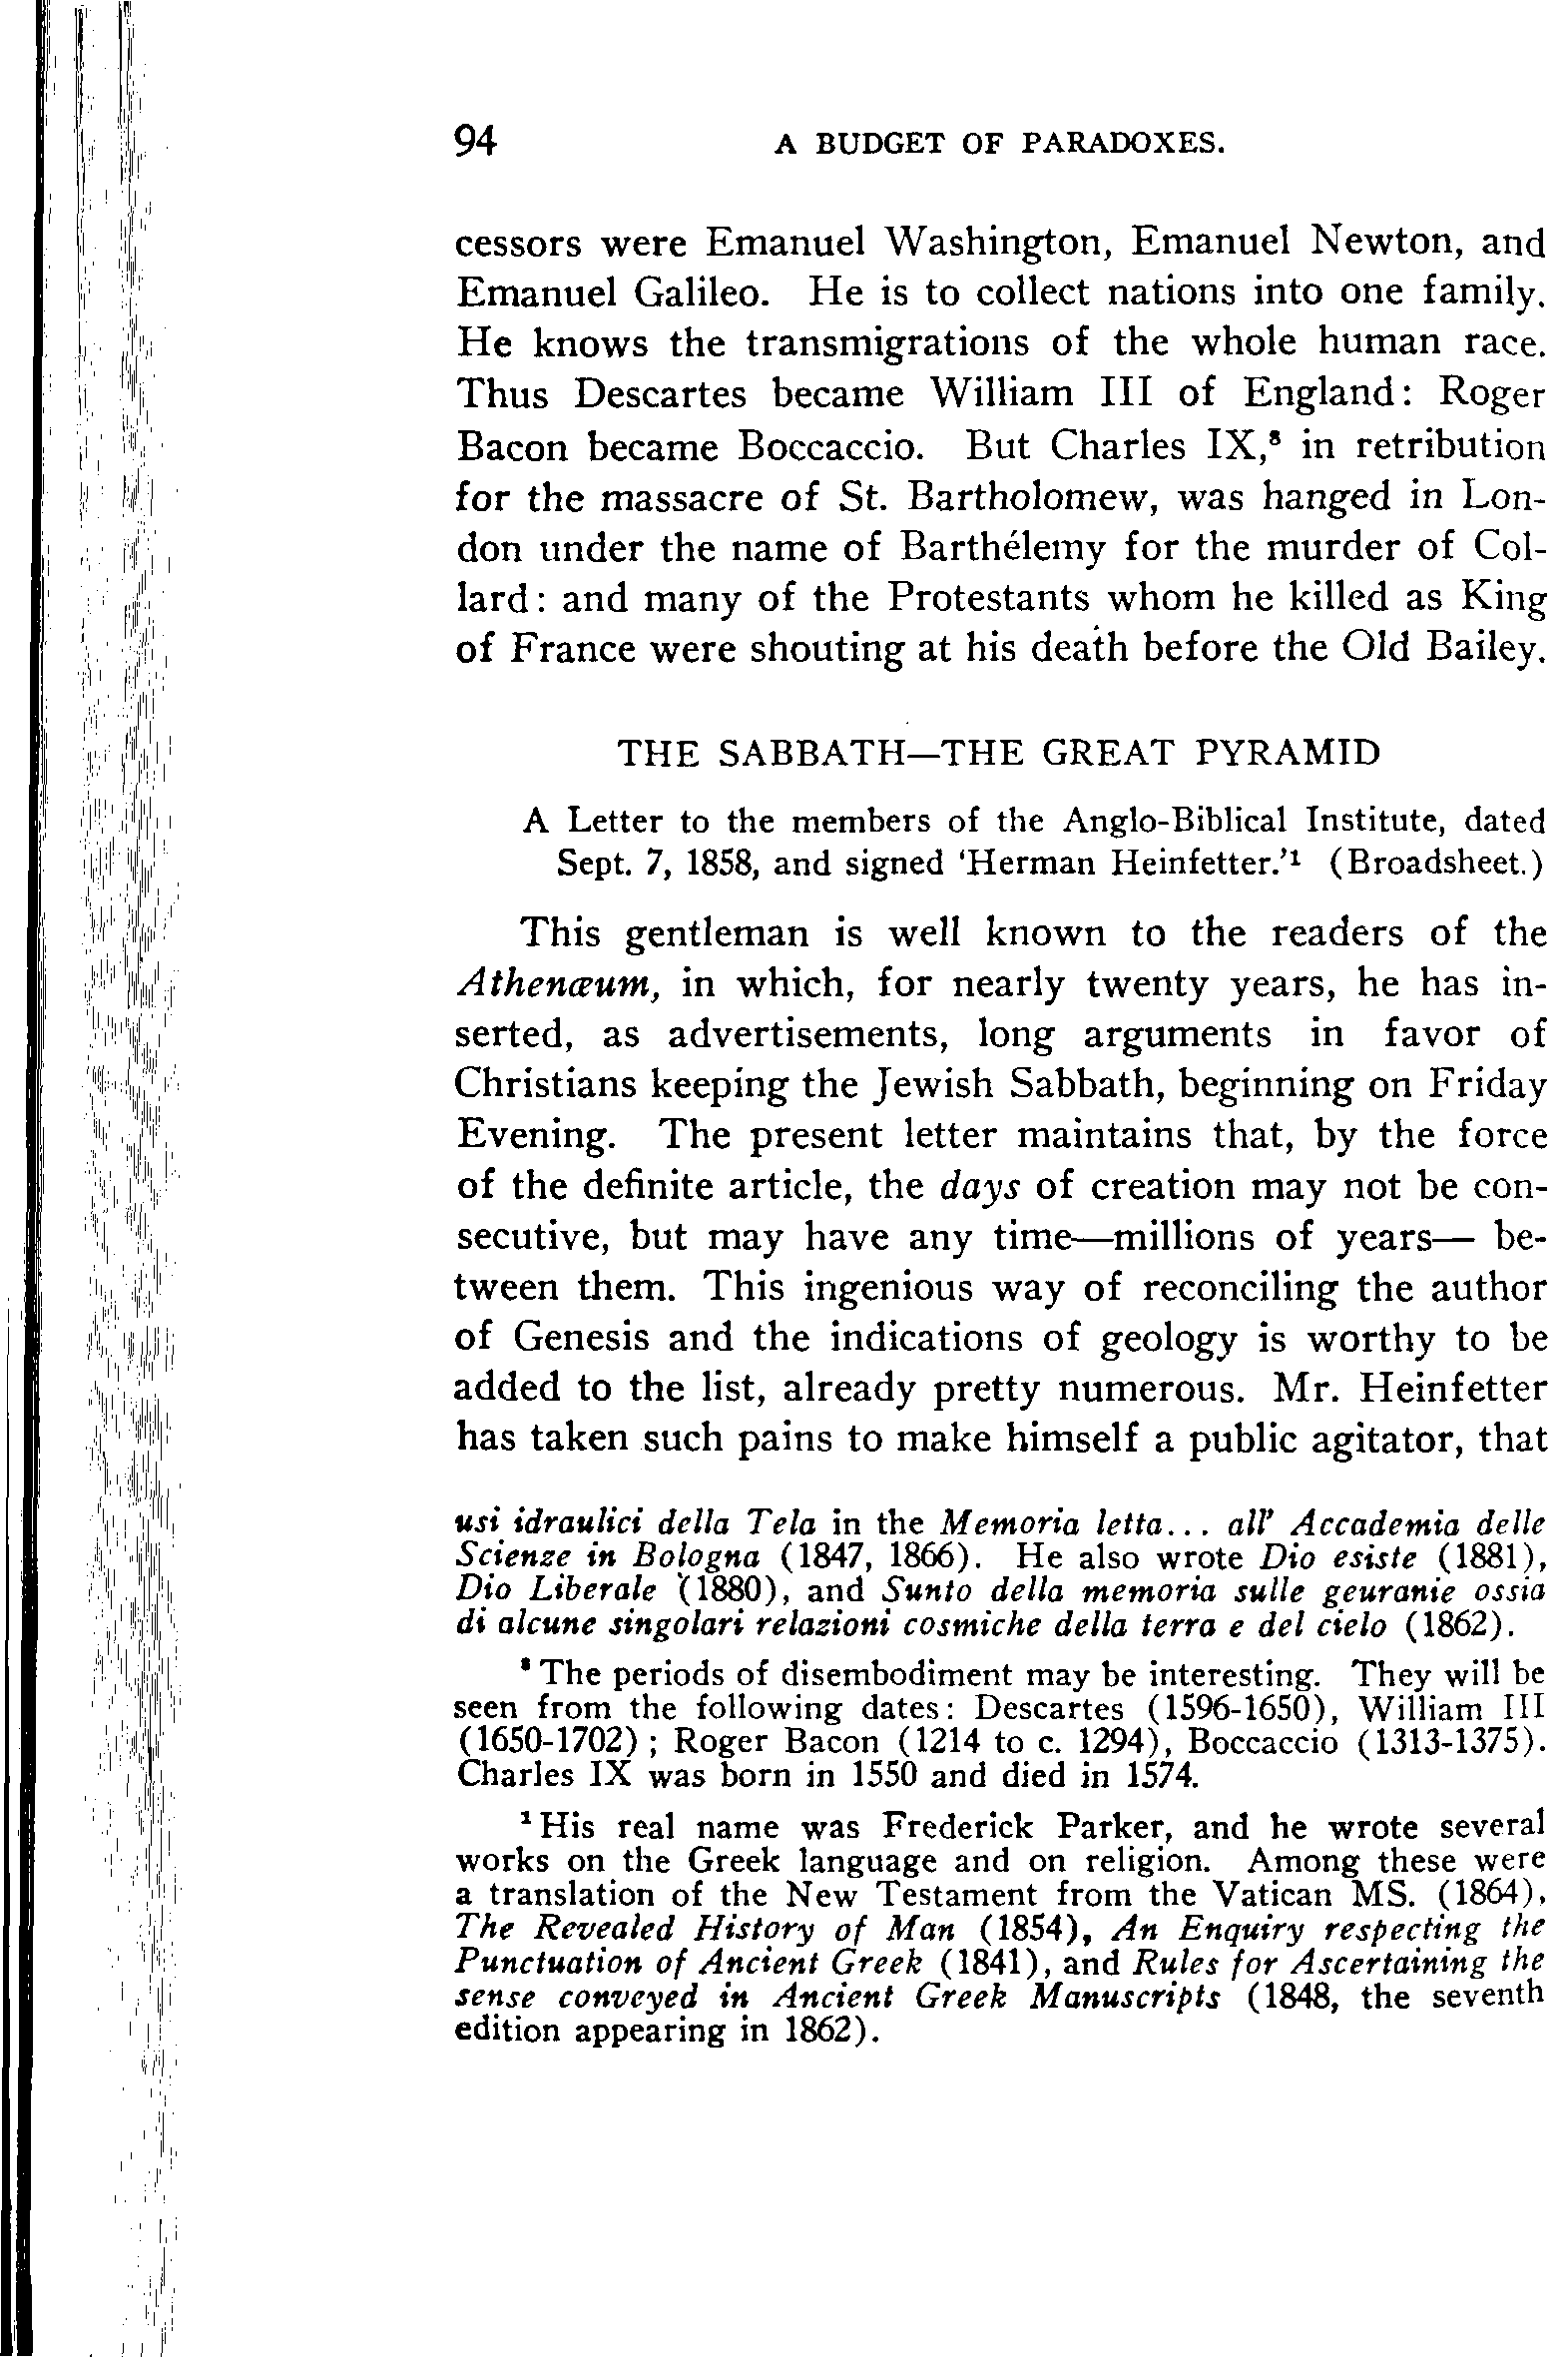 94 A BUDGET OF PARADOXES.
cessors were Emanuel Washington, Emanuel Newton, and
Emanuel Galileo. He is to collect nations into one family.
He knows the transmigrations of the whole human race.
Thus Descartes became William III of England: Roger
Bacon became Boccaccio. But Charles IX,⁸ in retribution
for the massacre of St. Bartholomew, was hanged in Lon-
don under the name of Barthélemy for the murder of Col-
lard: and many of the Protestants whom he killed as King
of France were shouting at his death before the Old Bailey.
THE SABBATH—THE GREAT PYRAMID
A Letter to the members of the Anglo-Biblical Institute, dated
Sept. 7, 1858, and signed ‘Herman Heinfetter.’¹ (Broadsheet.)
This gentleman is well known to the readers of the
Athenæum, in which, for nearly twenty years, he has in-
serted, as advertisements, long arguments in favor of
Christians keeping the Jewish Sabbath, beginning on Friday
Evening. The present letter maintains that, by the force
of the definite article, the days of creation may not be con-
secutive, but may have any time—millions of years— be-
tween them. This ingenious way of reconciling the author
of Genesis and the indications of geology is worthy to be
added to the list, already pretty numerous. Mr. Heinfetter
has taken such pains to make himself a public agitator, that
usi idraulici della Tela in the Memoria letta... all' Accademia delle
Scienze in Bologna (1847, 1866). He also wrote Dio esiste (1881),
Dio Liberale (1880), and Sunto della memoria sulle geuranie ossia
di alcune singolari relazioni cosmiche della terra e del cielo (1862).
⁸ The periods of disembodiment may be interesting. They will be
seen from the following dates: Descartes (1596-1650), William III
(1650-1702); Roger Bacon (1214 to c. 1294), Boccaccio (1313-1375).
Charles IX was born in 1550 and died in 1574.
¹ His real name was Frederick Parker, and he wrote several
works on the Greek language and on religion. Among these were
a translation of the New Testament from the Vatican MS. (1864),
The Revealed History of Man (1854), An Enquiry respecting the
Punctuation of Ancient Greek (1841), and Rules for Ascertaining the
sense conveyed in Ancient Greek Manuscripts (1848, the seventh
edition appearing in 1862).